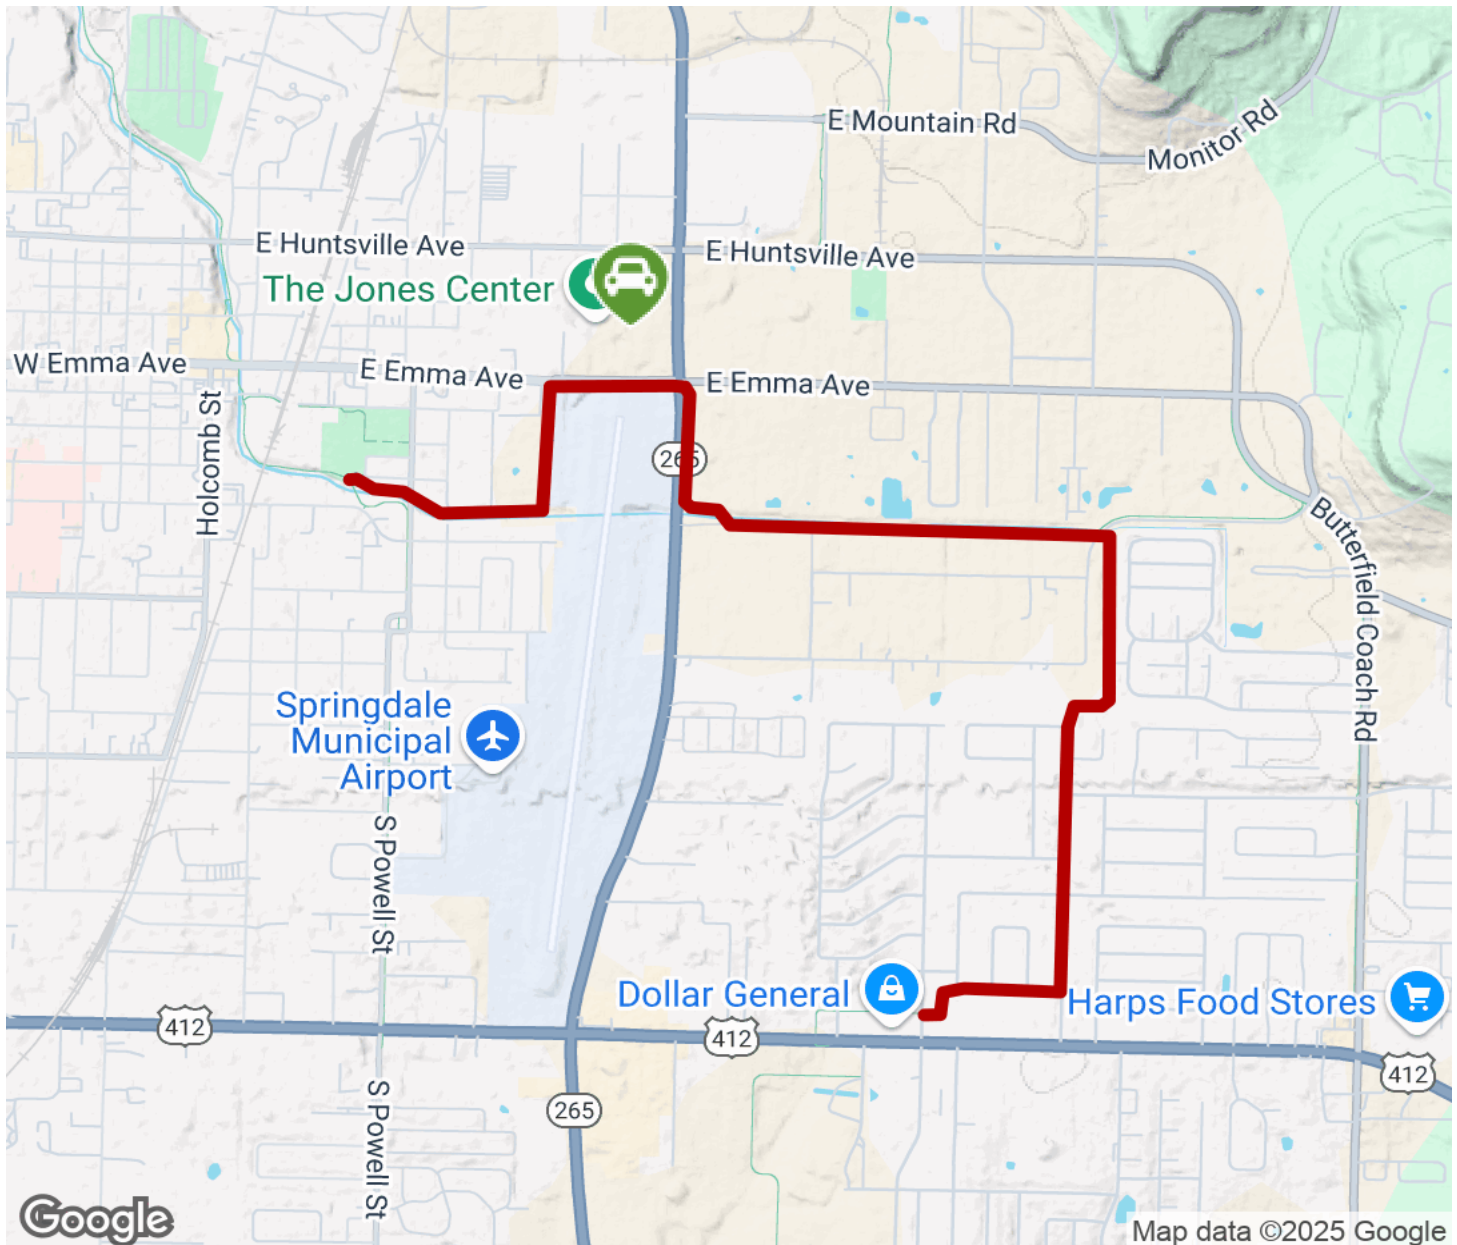 E Mountain Rd
Monitor Rd
E Huntsville Ave
E Huntsville Ave
The Jones Center
W Emma Ave
E Emma Ave
E Emma Ave
Holcomb St
265
Butterfield Coach Rd
Springdale
Municipal
Airport
S Powell St
Dollar General
Harps Food Stores
412
412
412
S Powell St
265
Google
Map data ©2025 Google